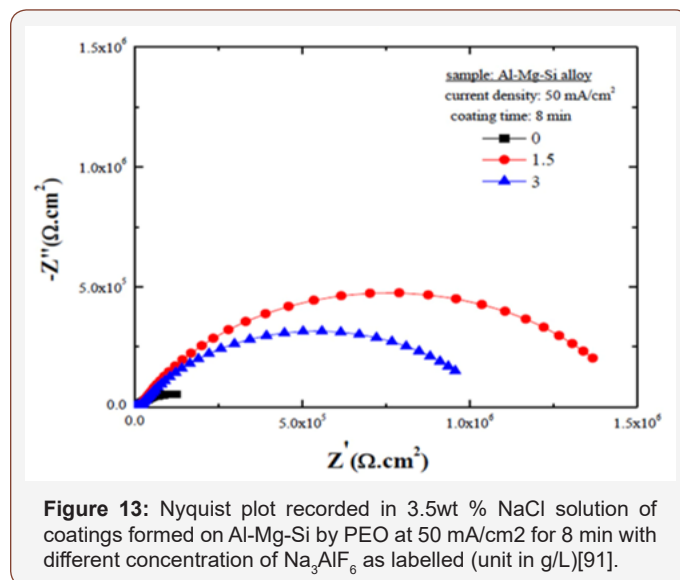 1.5x10⁶
1.0x10⁶
5.0x10⁵
0.0
-Z''(Ω.cm²)
sample: Al-Mg-Si alloy
current density: 50 mA/cm²
coating time: 8 min
0
1.5
3
0.0
5.0x10⁵
1.0x10⁶
1.5x10⁶
Z'(Ω.cm²)
Figure 13: Nyquist plot recorded in 3.5wt % NaCl solution of
coatings formed on Al-Mg-Si by PEO at 50 mA/cm2 for 8 min with
different concentration of Na₃AlF₆ as labelled (unit in g/L)[91].